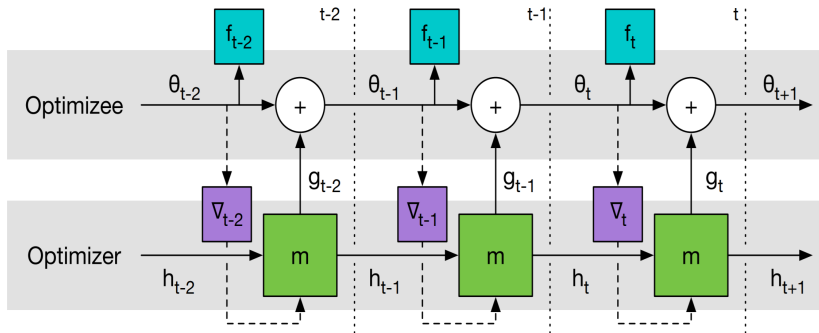 t-2 t-1 t
f_{t-2} f_{t-1} f_t
θ_{t-2} θ_{t-1} θ_t θ_{t+1}
Optimizee + + +
g_{t-2} g_{t-1} g_t
∇_{t-2} ∇_{t-1} ∇_t
Optimizer m m m
h_{t-2} h_{t-1} h_t h_{t+1}